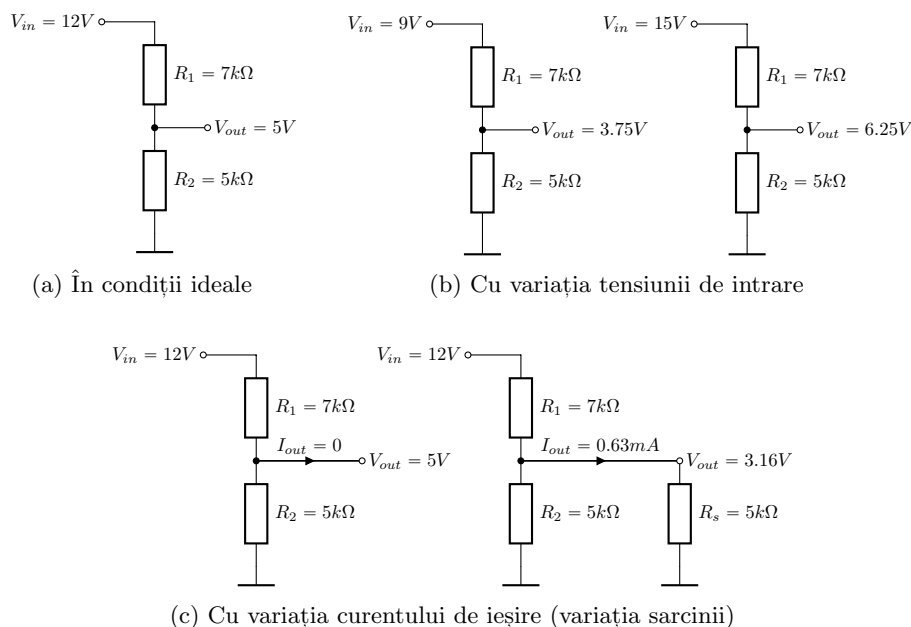 V_in = 12V
R_1 = 7kΩ
V_out = 5V
R_2 = 5kΩ
(a) În condiții ideale
V_in = 9V
R_1 = 7kΩ
V_out = 3.75V
R_2 = 5kΩ
V_in = 15V
R_1 = 7kΩ
V_out = 6.25V
R_2 = 5kΩ
(b) Cu variația tensiunii de intrare
V_in = 12V
R_1 = 7kΩ
I_out = 0
V_out = 5V
R_2 = 5kΩ
V_in = 12V
R_1 = 7kΩ
I_out = 0.63mA
V_out = 3.16V
R_2 = 5kΩ
R_s = 5kΩ
(c) Cu variația curentului de ieșire (variația sarcinii)